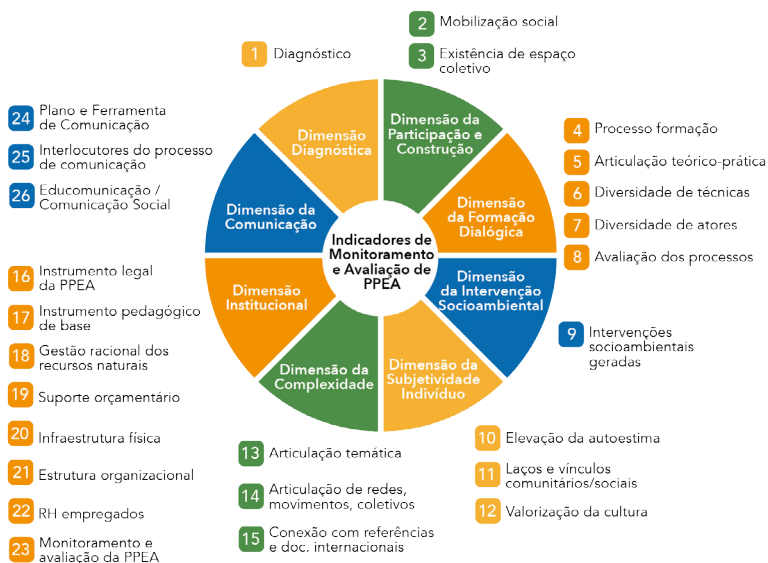 1 Diagnóstico
2 Mobilização social
3 Existência de espaço
coletivo
4 Processo formação
5 Articulação teórico-prática
6 Diversidade de técnicas
7 Diversidade de atores
8 Avaliação dos processos
9 Intervenções
socioambientais
geradas
10 Elevação da autoestima
11 Laços e vínculos
comunitários/sociais
12 Valorização da cultura
13 Articulação temática
14 Articulação de redes,
movimentos, coletivos
15 Conexão com referências
e doc. internacionais
16 Instrumento legal
da PPEA
17 Instrumento pedagógico
de base
18 Gestão racional dos
recursos naturais
19 Suporte orçamentário
20 Infraestrutura física
21 Estrutura organizacional
22 RH empregados
23 Monitoramento e
avaliação da PPEA
24 Plano e Ferramenta
de Comunicação
25 Interlocutores do processo
de comunicação
26 Educomunicação /
Comunicação Social
Dimensão
Diagnóstica
Dimensão da
Participação e
Construção
Dimensão
da Formação
Dialógica
Dimensão
da Intervenção
Socioambiental
Dimensão da
Subjetividade
Indivíduo
Dimensão da
Complexidade
Dimensão
Institucional
Dimensão da
Comunicação
Indicadores de
Monitoramento
e Avaliação de
PPEA